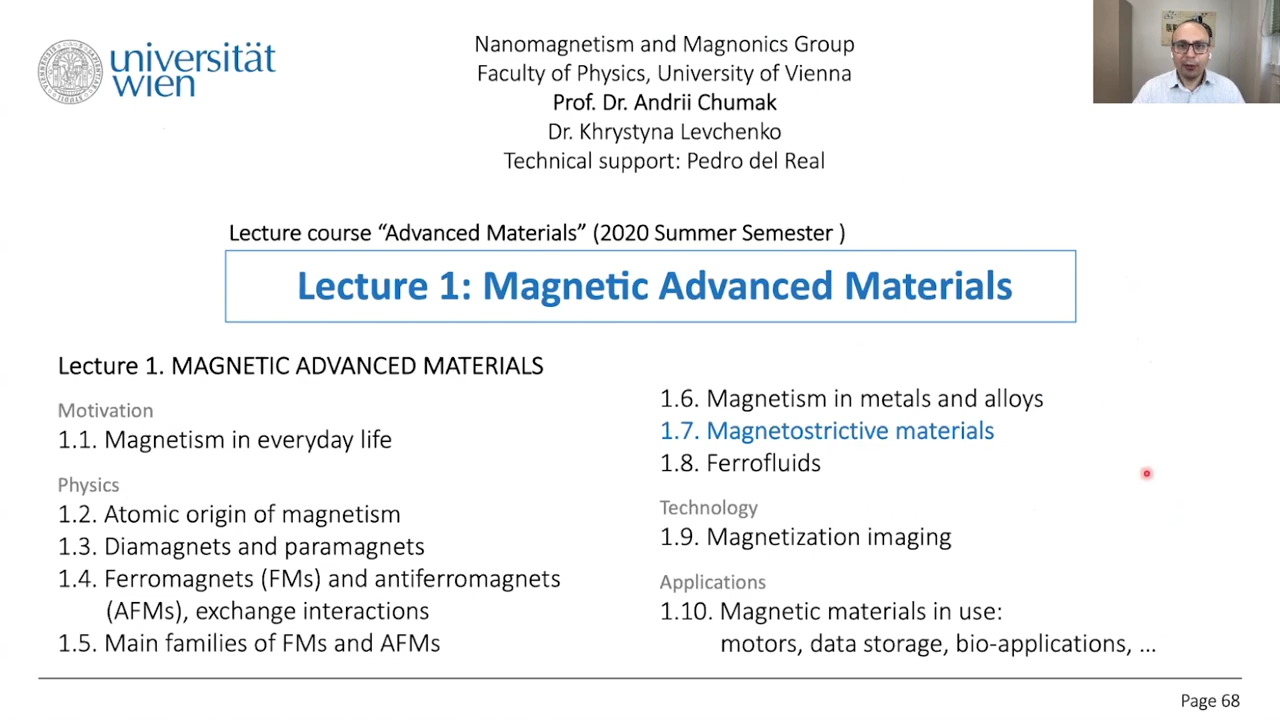 universität
wien
Nanomagnetism and Magnonics Group
Faculty of Physics, University of Vienna
Prof. Dr. Andrii Chumak
Dr. Khrystyna Levchenko
Technical support: Pedro del Real
Lecture course “Advanced Materials” (2020 Summer Semester )
Lecture 1: Magnetic Advanced Materials
Lecture 1. MAGNETIC ADVANCED MATERIALS
Motivation
1.1. Magnetism in everyday life
Physics
1.2. Atomic origin of magnetism
1.3. Diamagnets and paramagnets
1.4. Ferromagnets (FMs) and antiferromagnets
(AFMs), exchange interactions
1.5. Main families of FMs and AFMs
1.6. Magnetism in metals and alloys
1.7. Magnetostrictive materials
1.8. Ferrofluids
Technology
1.9. Magnetization imaging
Applications
1.10. Magnetic materials in use:
motors, data storage, bio-applications, ...
Page 68